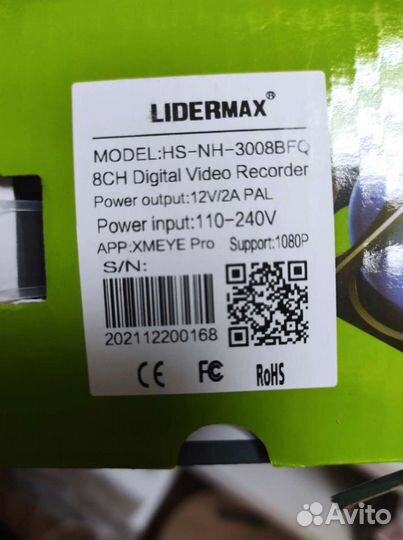 LIDERMAX®
MODEL:HS-NH-3008BFQ
8CH Digital Video Recorder
Power output:12V/2A PAL
Power input:110-240V
APP:XMEYE Pro Support:1080P
S/N:
202112200168
CE FC RoHS
Avito